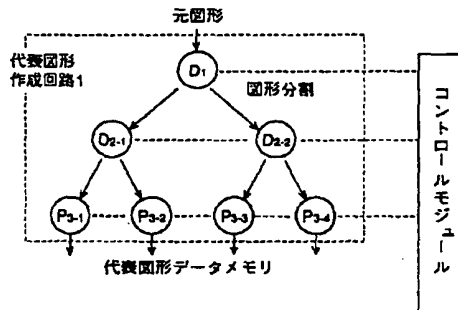 元図形
代表図形
作成回路1
D1
図形分割
D2-1
D2-2
P3-1
P3-2
P3-3
P3-4
代表図形データメモリ
コントロールモジュール